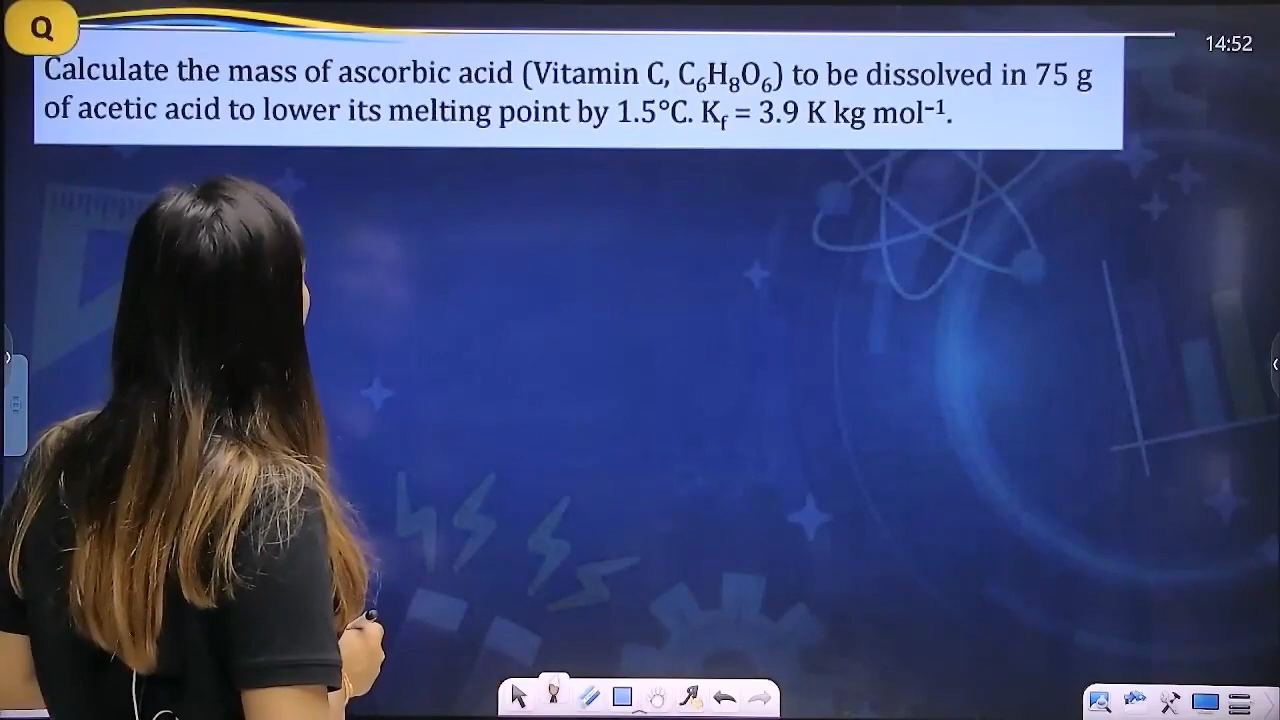 Q
14:52
Calculate the mass of ascorbic acid (Vitamin C, C₆H₈O₆) to be dissolved in 75 g
of acetic acid to lower its melting point by 1.5°C. K𝒻 = 3.9 K kg mol⁻¹.